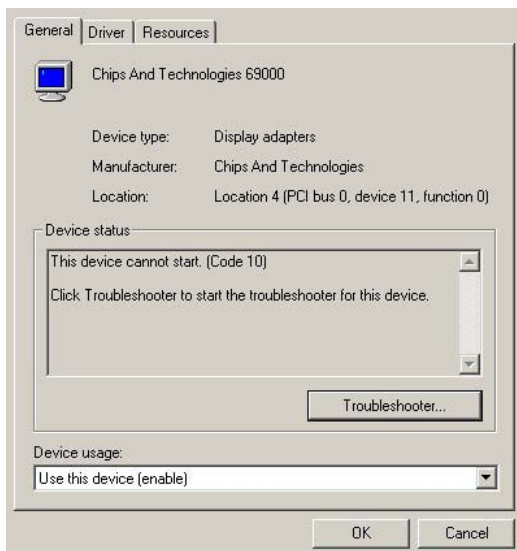 General Driver Resources
Chips And Technologies 69000
Device type: Display adapters
Manufacturer: Chips And Technologies
Location: Location 4 (PCI bus 0, device 11, function 0)
Device status
This device cannot start. (Code 10)
Click Troubleshooter to start the troubleshooter for this device.
Troubleshooter...
Device usage:
Use this device (enable)
OK Cancel